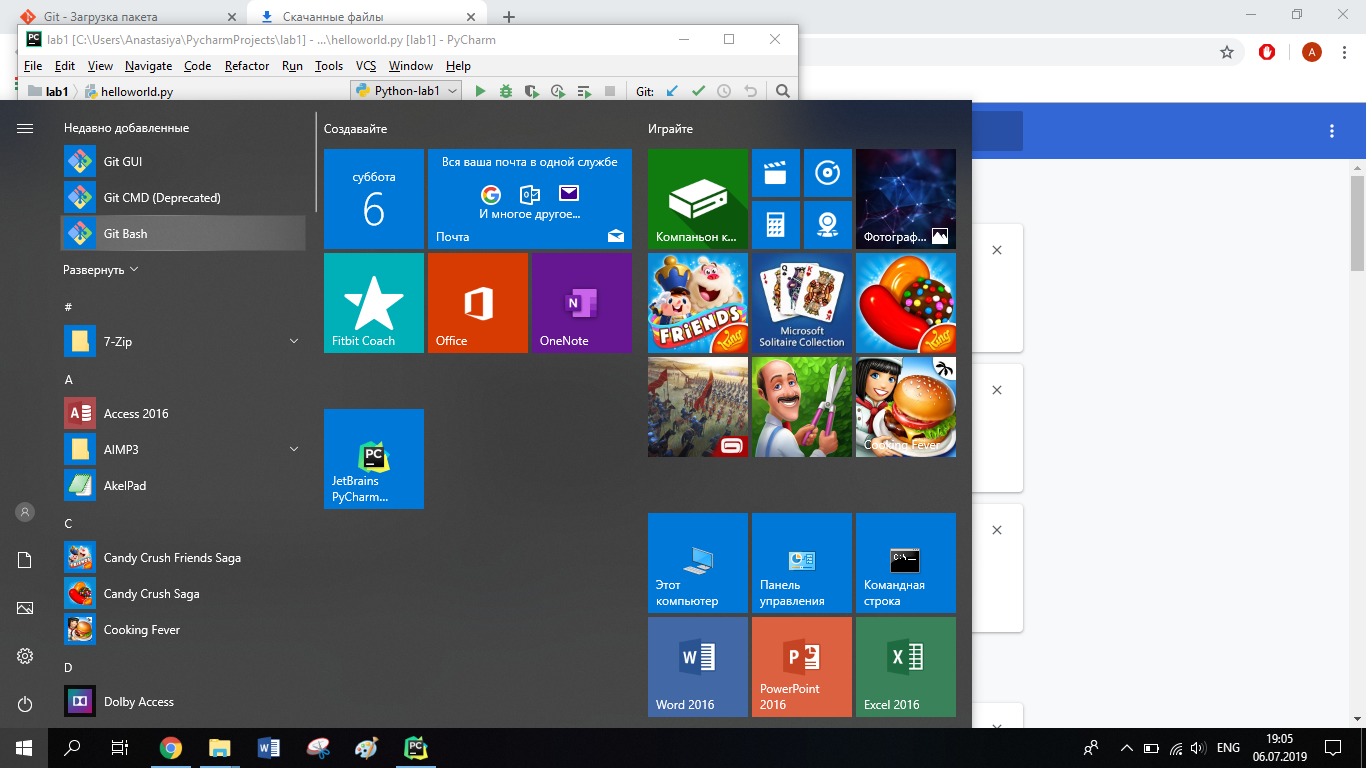 Git - Загрузка пакета
Скачанные файлы
A
PC
lab1 [C:\Users\Anastasiya\PycharmProjects\lab1] - ...\helloworld.py [lab1] - PyCharm
File Edit View Navigate Code Refactor Run Tools VCS Window Help
lab1 helloworld.py Python-lab1 Git:
Недавно добавленные
Git GUI
Git CMD (Deprecated)
Git Bash
Развернуть
#
7-Zip
A
Access 2016
AIMP3
AkelPad
C
Candy Crush Friends Saga
Candy Crush Saga
Cooking Fever
D
Dolby Access
Создавайте
суббота
6
Вся ваша почта в одной службе
И многое другое...
Почта
Fitbit Coach
Office
OneNote
PC
JetBrains
PyCharm...
Играйте
Компаньон к...
Фотограф...
FRIENDS
King
Microsoft
Solitaire Collection
King
Cooking Fever
Этот
компьютер
Панель
управления
C:\
Командная
строка
Word 2016
PowerPoint
2016
Excel 2016
ENG
19:05
06.07.2019